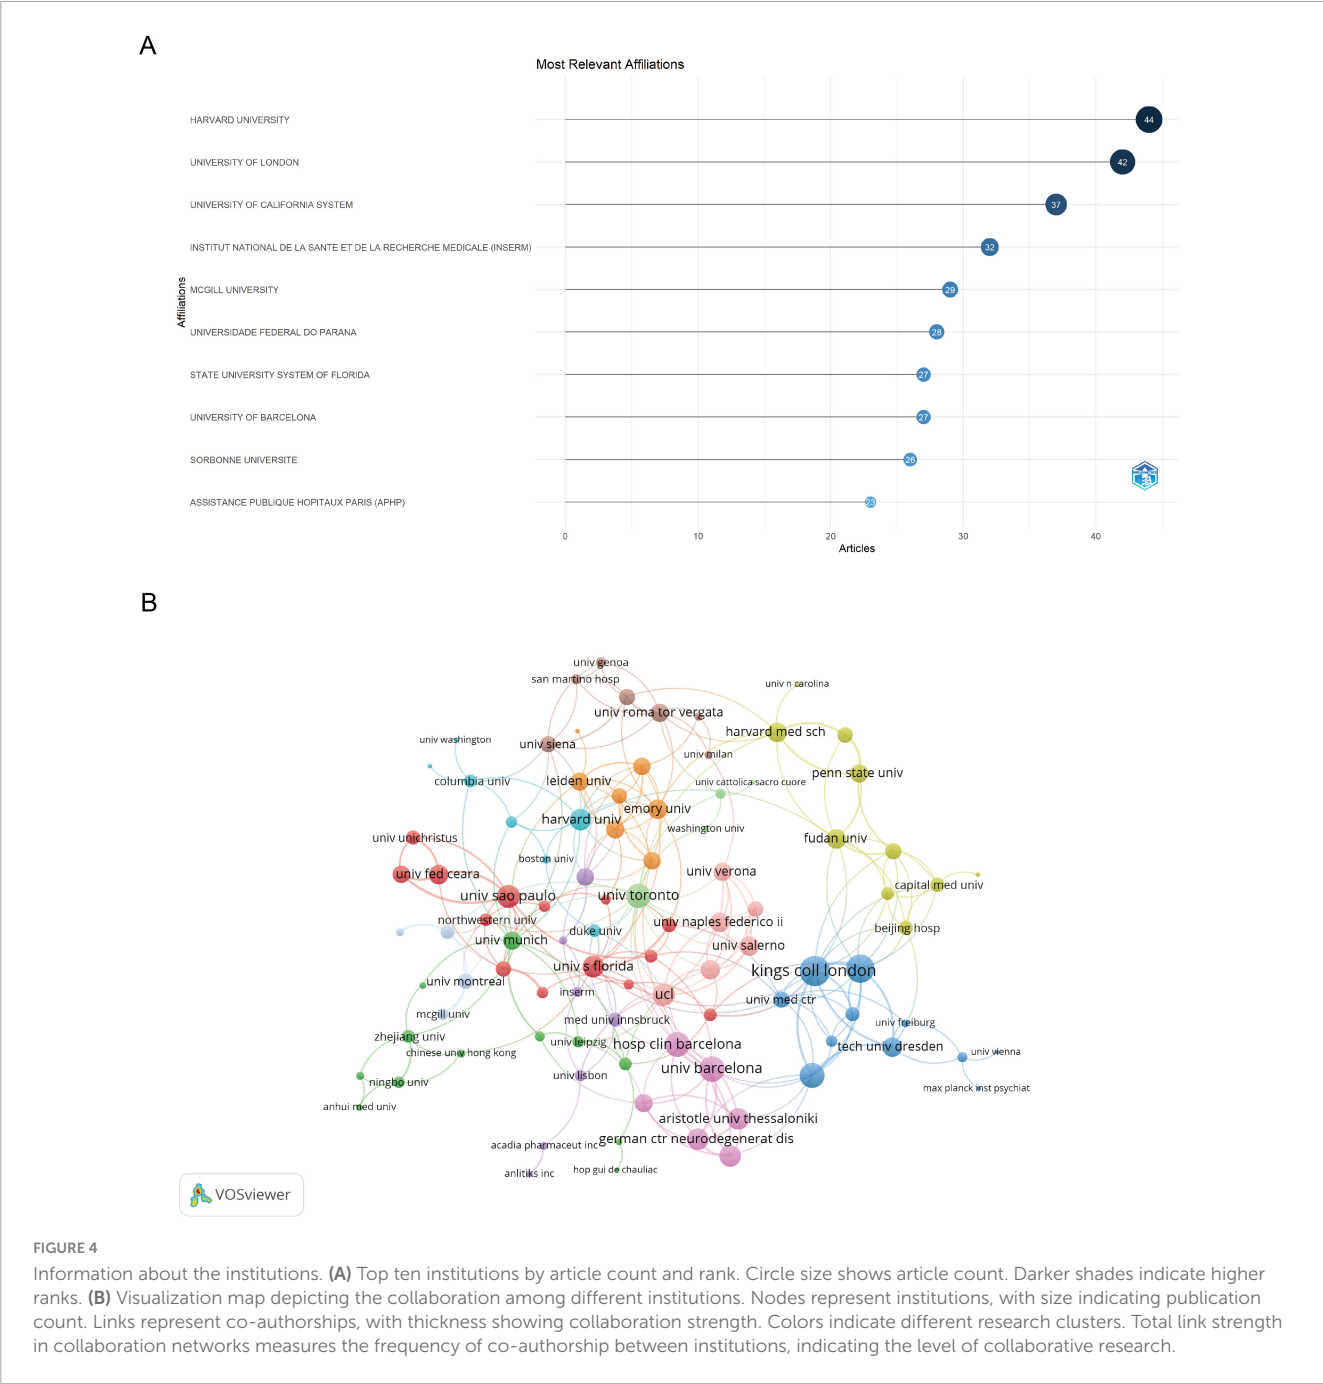 A
Most Relevant Affiliations
HARVARD UNIVERSITY
44
UNIVERSITY OF LONDON
42
UNIVERSITY OF CALIFORNIA SYSTEM
37
INSTITUT NATIONAL DE LA SANTE ET DE LA RECHERCHE MEDICALE (INSERM)
32
MCGILL UNIVERSITY
29
UNIVERSIDADE FEDERAL DO PARANA
28
STATE UNIVERSITY SYSTEM OF FLORIDA
27
UNIVERSITY OF BARCELONA
27
SORBONNE UNIVERSITE
26
ASSISTANCE PUBLIQUE HOPITAUX PARIS (APHP)
23
Affiliations
0 10 20 30 40
Articles
B
univ genoa
san martino hosp
univ n carolina
univ roma tor vergata
harvard med sch
univ washington
univ siena
univ milan
penn state univ
columbia univ
leiden univ
univ cattolica sacro cuore
emory univ
harvard univ
washington univ
fudan univ
univ unichristus
boston univ
univ fed ceara
univ verona
capital med univ
univ sao paulo
univ toronto
northwestern univ
univ naples federico ii
duke univ
beijing hosp
univ munich
univ salerno
univ s florida
kings coll london
univ montreal
inserm
ucl
univ med ctr
mcgill univ
med univ innsbruck
univ freiburg
zhejiang univ
univ leipzig
hosp clin barcelona
tech univ dresden
chinese univ hong kong
univ vienna
univ barcelona
ningbo univ
univ lisbon
max planck inst psychiat
anhui med univ
aristotle univ thessaloniki
acadia pharmaceut inc
german ctr neurodegenerat dis
anlitiks inc
hop gui de chauliac
VOSviewer
FIGURE 4
Information about the institutions. (A) Top ten institutions by article count and rank. Circle size shows article count. Darker shades indicate higher
ranks. (B) Visualization map depicting the collaboration among different institutions. Nodes represent institutions, with size indicating publication
count. Links represent co-authorships, with thickness showing collaboration strength. Colors indicate different research clusters. Total link strength
in collaboration networks measures the frequency of co-authorship between institutions, indicating the level of collaborative research.